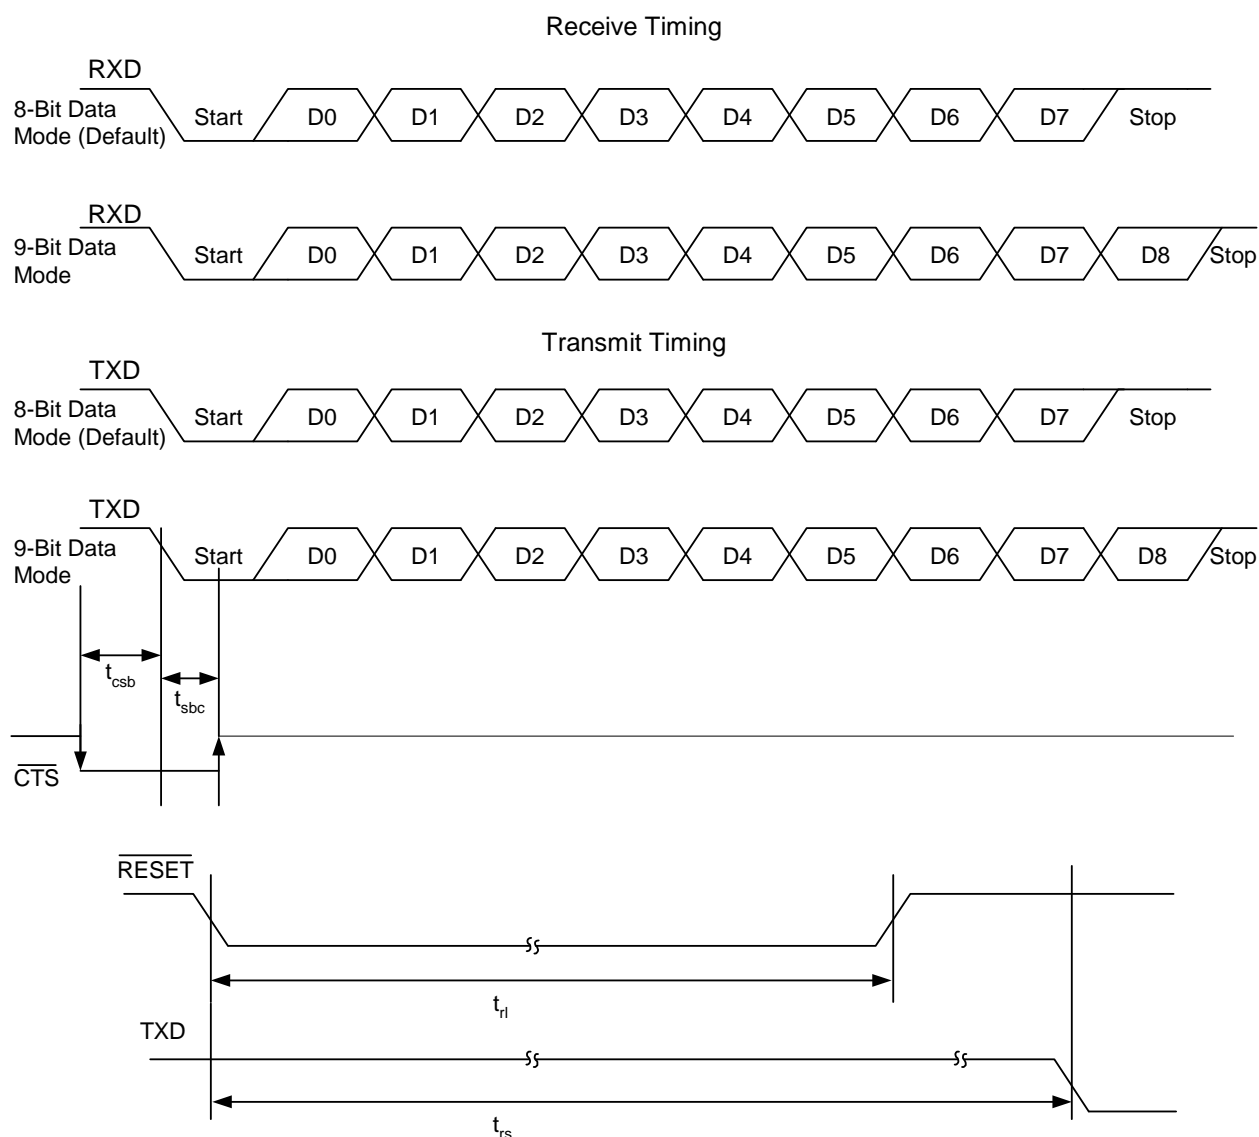 Receive Timing
RXD
8-Bit Data
Mode (Default)
Start D0 D1 D2 D3 D4 D5 D6 D7 Stop
RXD
9-Bit Data
Mode
Start D0 D1 D2 D3 D4 D5 D6 D7 D8 Stop
Transmit Timing
TXD
8-Bit Data
Mode (Default)
Start D0 D1 D2 D3 D4 D5 D6 D7 Stop
TXD
9-Bit Data
Mode
Start D0 D1 D2 D3 D4 D5 D6 D7 D8 Stop
tcsb
tsbc
CTS
RESET
trl
TXD
trs